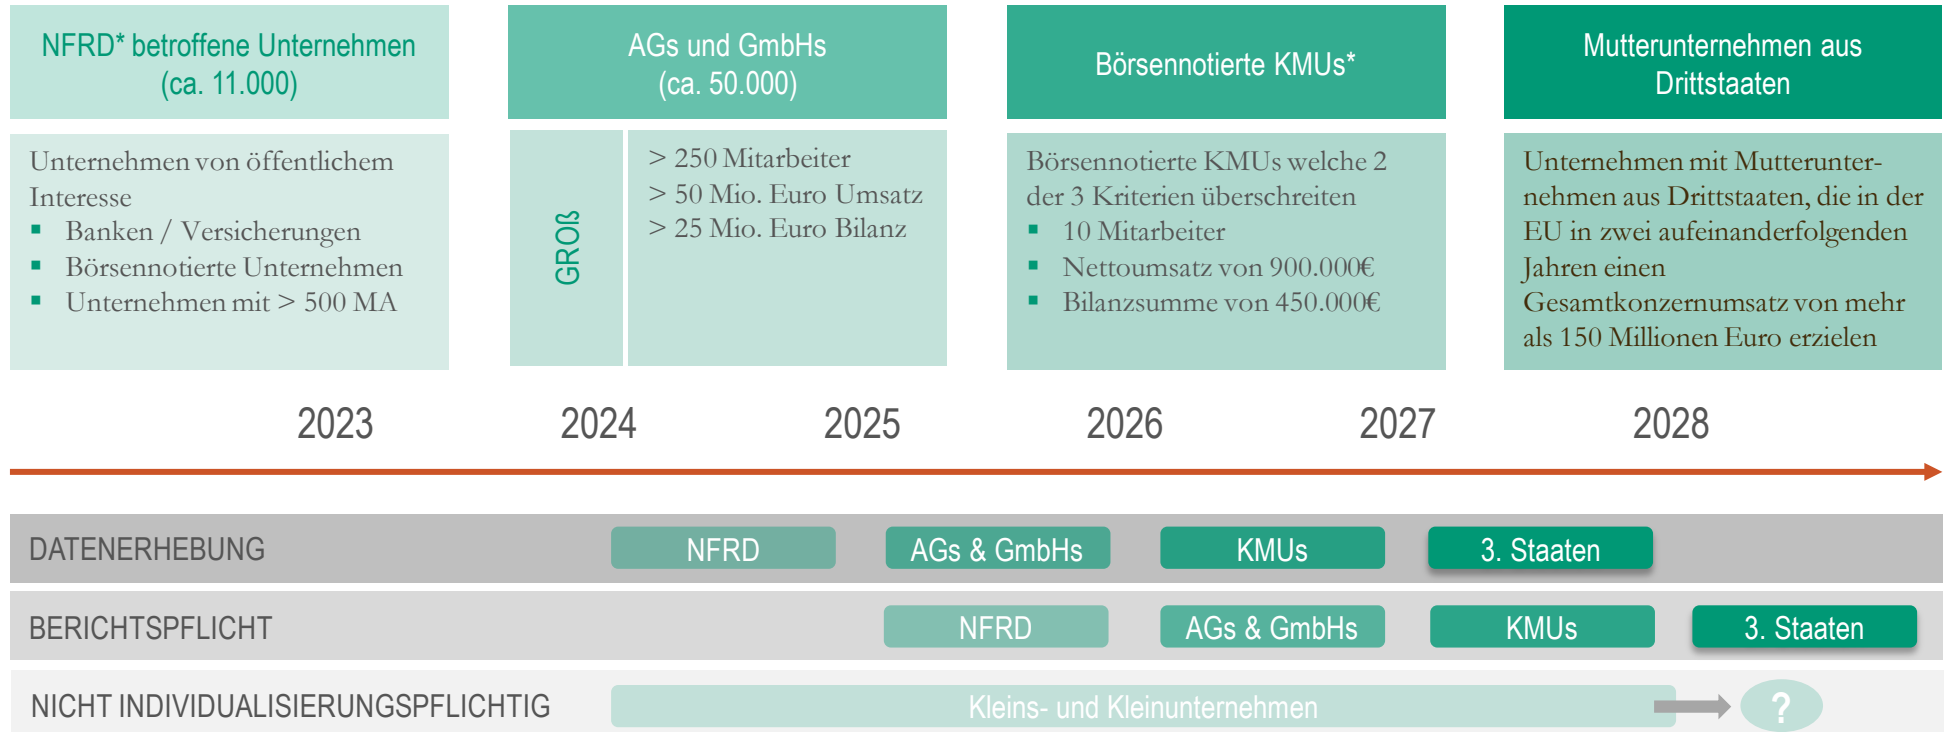 NFRD* betroffene Unternehmen
(ca. 11.000)
AGs und GmbHs
(ca. 50.000)
Börsennotierte KMUs*
Mutterunternehmen aus
Drittstaaten
Unternehmen von öffentlichem
Interesse
▪ Banken / Versicherungen
▪ Börsennotierte Unternehmen
▪ Unternehmen mit > 500 MA
GROẞ
> 250 Mitarbeiter
> 50 Mio. Euro Umsatz
> 25 Mio. Euro Bilanz
Börsennotierte KMUs welche 2
der 3 Kriterien überschreiten
▪ 10 Mitarbeiter
▪ Nettoumsatz von 900.000€
▪ Bilanzsumme von 450.000€
Unternehmen mit Mutterunter-
nehmen aus Drittstaaten, die in der
EU in zwei aufeinanderfolgenden
Jahren einen
Gesamtkonzernumsatz von mehr
als 150 Millionen Euro erzielen
2023 2024 2025 2026 2027 2028
DATENERHEBUNG NFRD AGs & GmbHs KMUs 3. Staaten
BERICHTSPFLICHT NFRD AGs & GmbHs KMUs 3. Staaten
NICHT INDIVIDUALISIERUNGSPFLICHTIG Kleins- und Kleinunternehmen ?